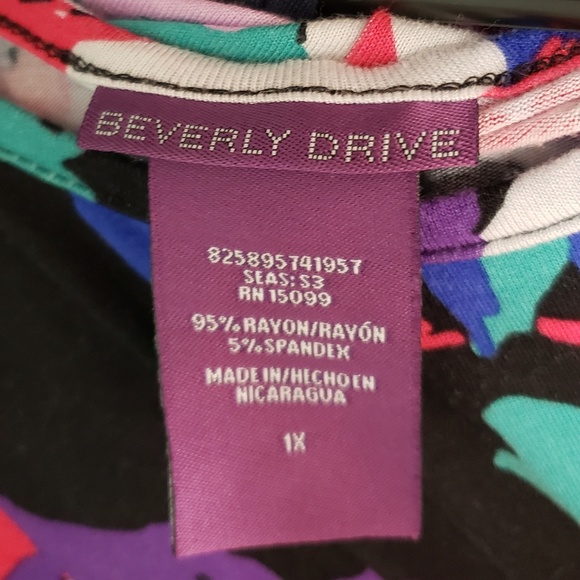 BEVERLY DRIVE
825895741957
SEAS: S3
RN 15099
95% RAYON/RAYÓN
5% SPANDEX
MADE IN/HECHO EN
NICARAGUA
1X